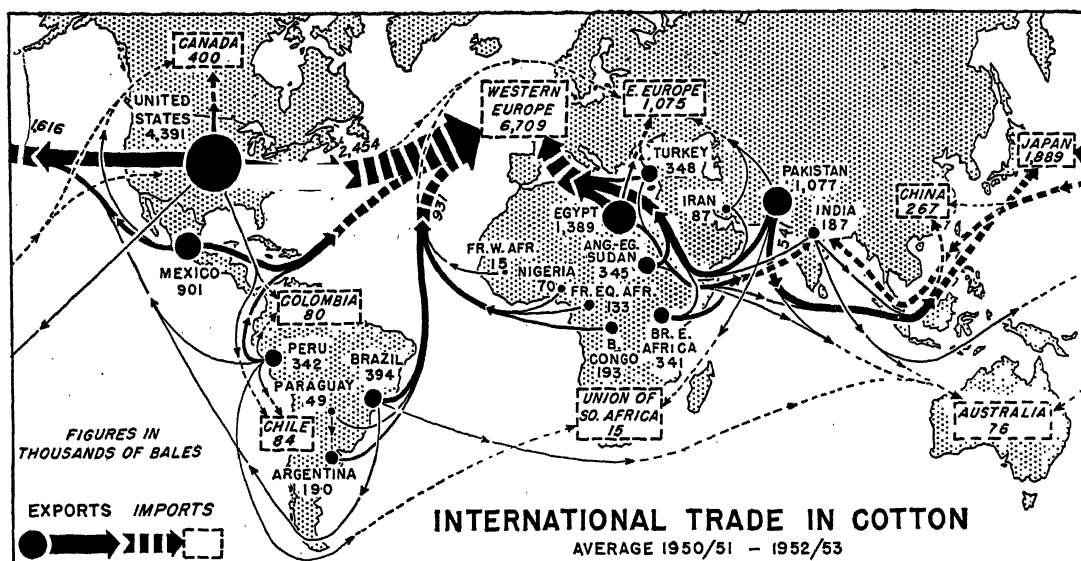 CANADA
400
UNITED
STATES
4,391
1,616
2,454
WESTERN
EUROPE
6,709
E. EUROPE
1,075
TURKEY
348
IRAN
87
PAKISTAN
1,077
INDIA
187
CHINA
267
JAPAN
1,889
EGYPT
1,389
ANG-EG.
SUDAN
345
541
931
MEXICO
901
FR. W. AFR.
15
NIGERIA
70
FR. EQ. AFR.
133
B.
CONGO
193
BR. E.
AFRICA
341
COLOMBIA
80
PERU
342
BRAZIL
394
PARAGUAY
49
CHILE
84
ARGENTINA
190
UNION OF
SO. AFRICA
15
AUSTRALIA
76
FIGURES IN
THOUSANDS OF BALES
EXPORTS IMPORTS
INTERNATIONAL TRADE IN COTTON
AVERAGE 1950/51 – 1952/53